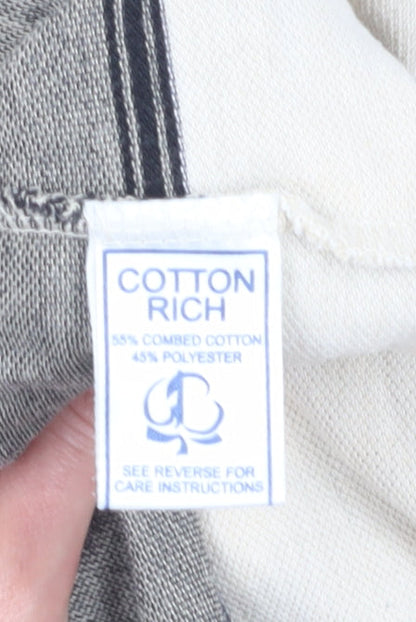 COTTON
RICH
55% COMBED COTTON
45% POLYESTER
SEE REVERSE FOR
CARE INSTRUCTIONS